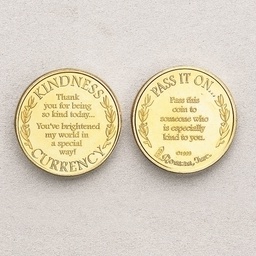 KINDNESS
Thank
you for being
so kind today...
You've brightened
my world in
a special
way!
CURRENCY
PASS IT ON...
Pass this
coin to
someone who
is especially
kind to you.